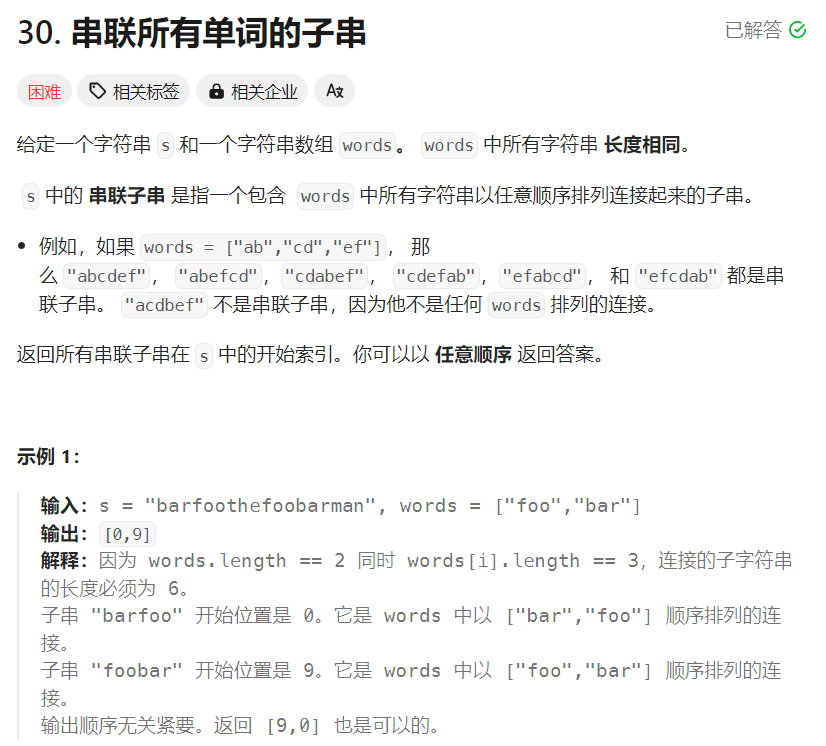 30. 串联所有单词的子串
已解答
困难 相关标签 相关企业
给定一个字符串 s 和一个字符串数组 words。 words 中所有字符串 长度相同。
s 中的 串联子串 是指一个包含 words 中所有字符串以任意顺序排列连接起来的子串。
• 例如，如果 words = ["ab","cd","ef"]， 那
么 "abcdef"， "abefcd"，"cdabef"， "cdefab"，"efabcd"， 和 "efcdab" 都是串
联子串。 "acdbef" 不是串联子串，因为他不是任何 words 排列的连接。
返回所有串联子串在 s 中的开始索引。你可以以 任意顺序 返回答案。
示例 1：
输入：s = "barfoothefoobarman", words = ["foo","bar"]
输出：[0,9]
解释：因为 words.length == 2 同时 words[i].length == 3，连接的子字符串
的长度必须为 6。
子串 "barfoo" 开始位置是 0。它是 words 中以 ["bar","foo"] 顺序排列的连
接。
子串 "foobar" 开始位置是 9。它是 words 中以 ["foo","bar"] 顺序排列的连
接。
输出顺序无关紧要。返回 [9,0] 也是可以的。